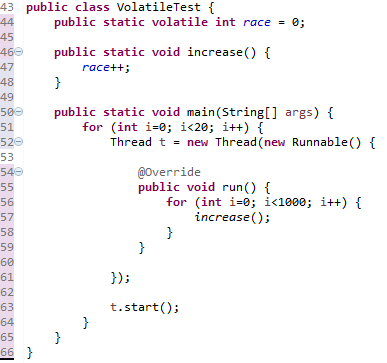 43 public class VolatileTest {
44     public static volatile int race = 0;
45
46     public static void increase() {
47         race++;
48     }
49
50     public static void main(String[] args) {
51         for (int i=0; i<20; i++) {
52             Thread t = new Thread(new Runnable() {
53
54                 @Override
55                 public void run() {
56                     for (int i=0; i<1000; i++) {
57                         increase();
58                     }
59                 }
60
61             });
62
63             t.start();
64         }
65     }
66 }